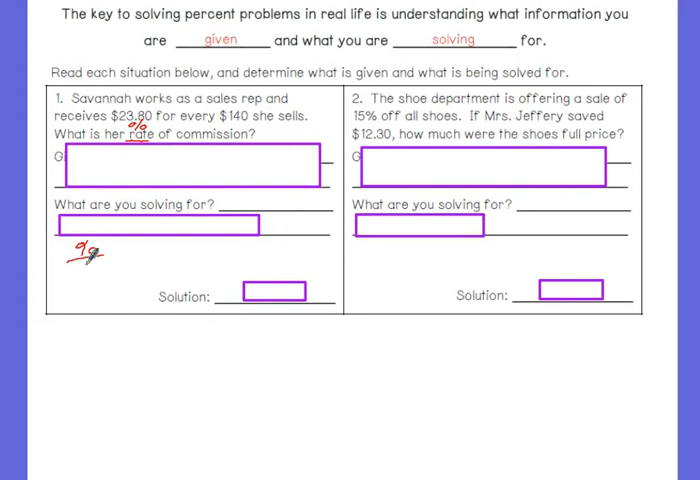 The key to solving percent problems in real life is understanding what information you
are given and what you are solving for.
Read each situation below, and determine what is given and what is being solved for.
1. Savannah works as a sales rep and
receives $23.80 for every $140 she sells.
%
What is her rate of commission?
G
What are you solving for?
%
Solution:
2. The shoe department is offering a sale of
15% off all shoes. If Mrs. Jeffery saved
$12.30, how much were the shoes full price?
G
What are you solving for?
Solution: